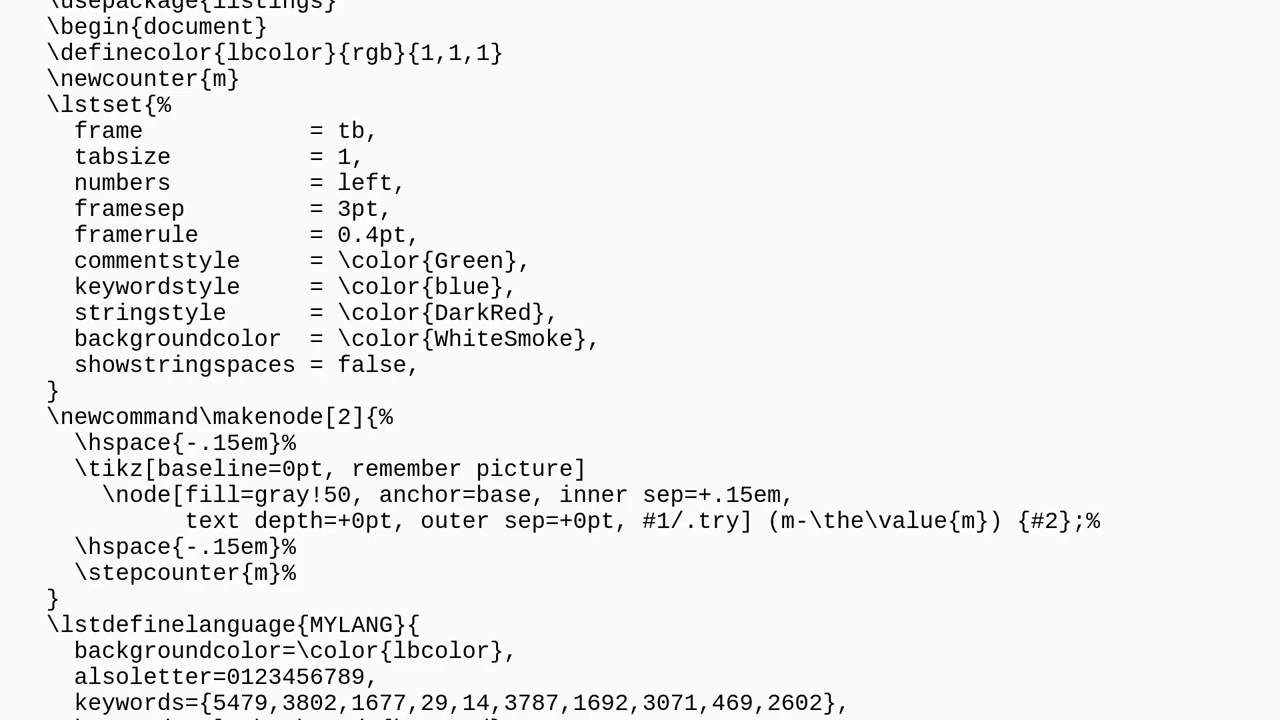 \usepackage{listings}
\begin{document}
\definecolor{lbcolor}{rgb}{1,1,1}
\newcounter{m}
\lstset{%
  frame            = tb,
  tabsize          = 1,
  numbers          = left,
  framesep         = 3pt,
  framerule        = 0.4pt,
  commentstyle     = \color{Green},
  keywordstyle     = \color{blue},
  stringstyle      = \color{DarkRed},
  backgroundcolor  = \color{WhiteSmoke},
  showstringspaces = false,
}
\newcommand\makenode[2]{%
  \hspace{-.15em}%
  \tikz[baseline=0pt, remember picture]
    \node[fill=gray!50, anchor=base, inner sep=+.15em,
          text depth=+0pt, outer sep=+0pt, #1/.try] (m-\the\value{m}) {#2};%
  \hspace{-.15em}%
  \stepcounter{m}%
}
\lstdefinelanguage{MYLANG}{
  backgroundcolor=\color{lbcolor},
  alsoletter=0123456789,
  keywords={5479,3802,1677,29,14,3787,1692,3071,469,2602},